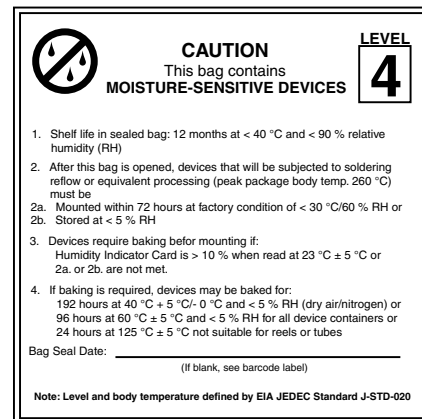 LEVEL
CAUTION
This bag contains
MOISTURE-SENSITIVE DEVICES
4
1. Shelf life in sealed bag: 12 months at < 40 °C and < 90 % relative
humidity (RH)
2. After this bag is opened, devices that will be subjected to soldering
reflow or equivalent processing (peak package body temp. 260 °C)
must be
2a. Mounted within 72 hours at factory condition of < 30 °C/60 % RH or
2b. Stored at < 5 % RH
3. Devices require baking befor mounting if:
Humidity Indicator Card is > 10 % when read at 23 °C ± 5 °C or
2a. or 2b. are not met.
4. If baking is required, devices may be baked for:
192 hours at 40 °C + 5 °C/- 0 °C and < 5 % RH (dry air/nitrogen) or
96 hours at 60 °C ± 5 °C and < 5 % RH for all device containers or
24 hours at 125 °C ± 5 °C not suitable for reels or tubes
Bag Seal Date:
(If blank, see barcode label)
Note: Level and body temperature defined by EIA JEDEC Standard J-STD-020